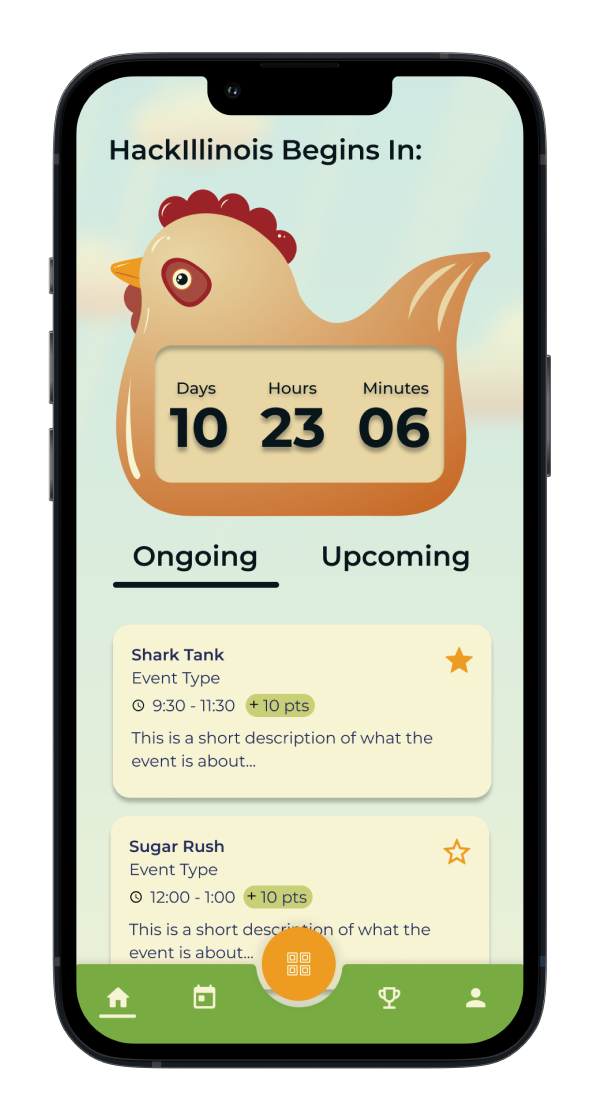 HackIllinois Begins In:
Days Hours Minutes
10 23 06
Ongoing Upcoming
Shark Tank
Event Type
9:30 - 11:30 + 10 pts
This is a short description of what the
event is about...
Sugar Rush
Event Type
12:00 - 1:00 + 10 pts
This is a short description of what the
event is about...